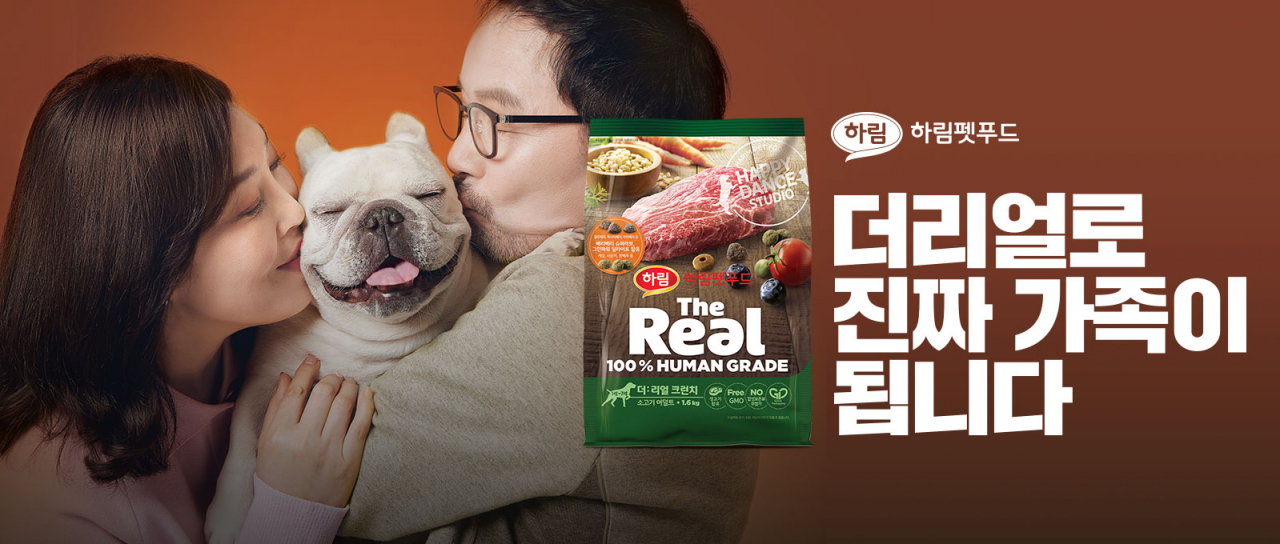 하림 하림펫푸드
더리얼로
진짜 가족이
됩니다
HAPPY
DANCE
STUDIO
하림 하림펫푸드
The
Real
100% HUMAN GRADE
더:리얼 크런치
소고기 어덜트 • 1.6 kg
Free
GMO
NO